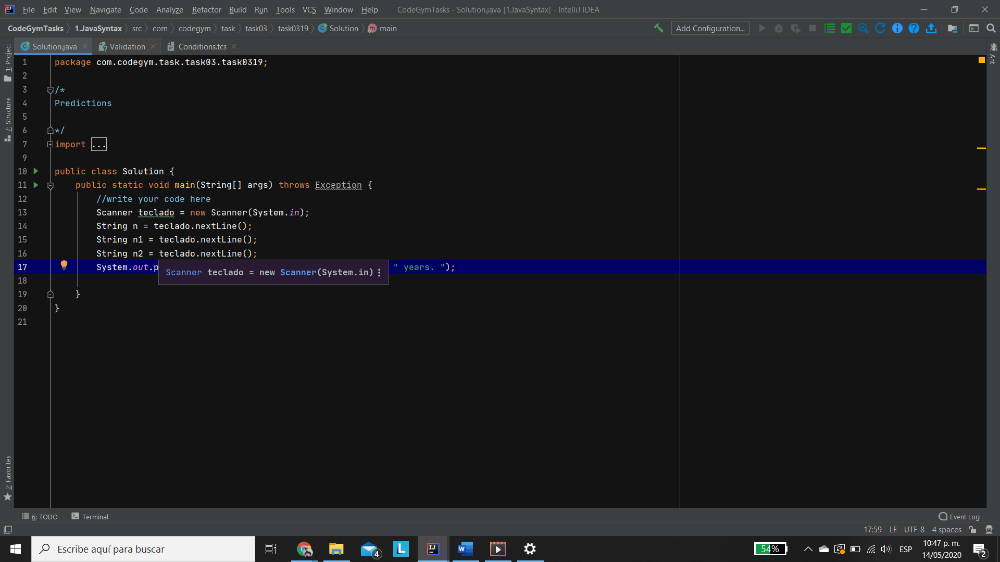 File Edit View Navigate Code Analyze Refactor Build Run Tools VCS Window Help CodeGymTasks - Solution.java [1.JavaSyntax] - IntelliJ IDEA
CodeGymTasks 1.JavaSyntax src com codegym task task03 task0319 Solution main Add Configuration...
Solution.java Validation Conditions.tcs
1: Project
7: Structure
2: Favorites
Ant
1 package com.codegym.task.task03.task0319;
2
3 /*
4 Predictions
5
6 */
7 import ...
9
10 public class Solution {
11 public static void main(String[] args) throws Exception {
12 //write your code here
13 Scanner teclado = new Scanner(System.in);
14 String n = teclado.nextLine();
15 String n1 = teclado.nextLine();
16 String n2 = teclado.nextLine();
17 System.out.p " years. ");
Scanner teclado = new Scanner(System.in)
18
19 }
20 }
21
6: TODO Terminal Event Log
17:59 LF UTF-8 4 spaces
Escribe aquí para buscar 4 L IJ W 54% ESP 10:47 p. m.
14/05/2020 2